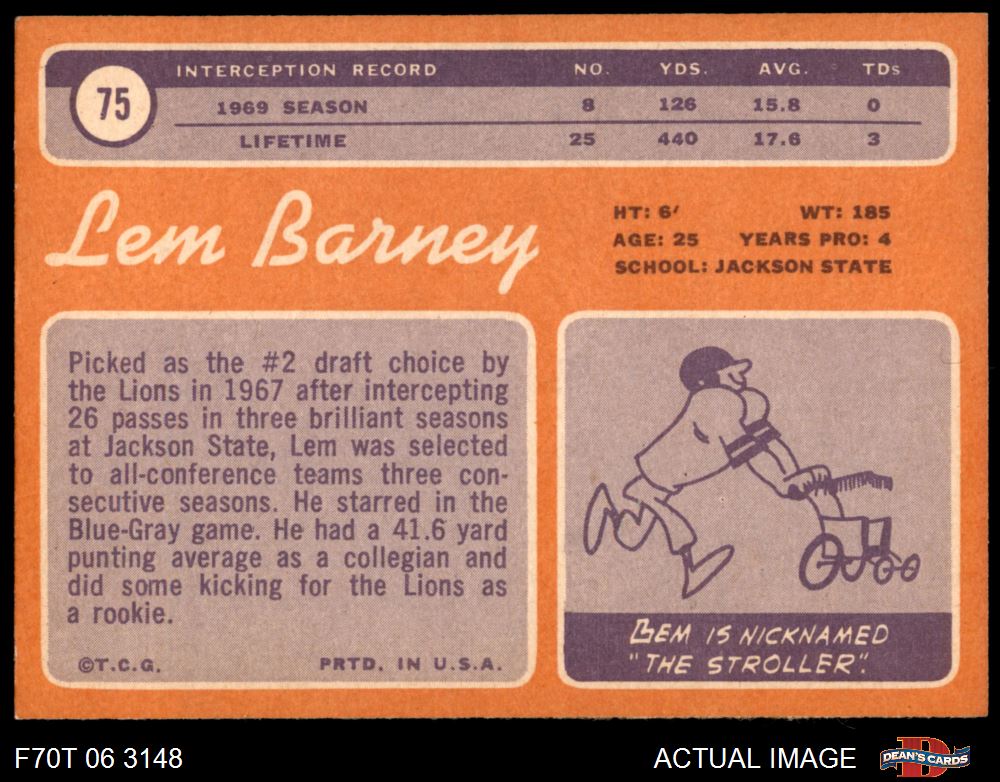 75
INTERCEPTION RECORD NO. YDS. AVG. TDs
1969 SEASON 8 126 15.8 0
LIFETIME 25 440 17.6 3
Lem Barney
HT: 6' WT: 185
AGE: 25 YEARS PRO: 4
SCHOOL: JACKSON STATE
Picked as the #2 draft choice by
the Lions in 1967 after intercepting
26 passes in three brilliant seasons
at Jackson State, Lem was selected
to all-conference teams three con-
secutive seasons. He starred in the
Blue-Gray game. He had a 41.6 yard
punting average as a collegian and
did some kicking for the Lions as
a rookie.
©T.C.G. PRTD. IN U.S.A.
LEM IS NICKNAMED
"THE STROLLER".
F70T 06 3148 ACTUAL IMAGE
DEAN'S CARDS